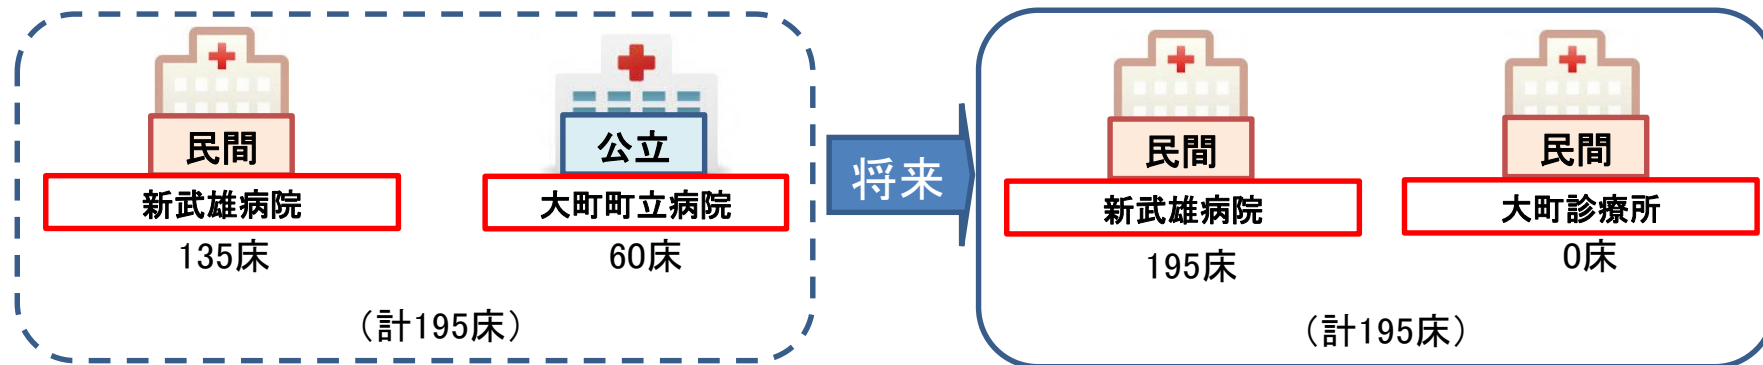 民間
新武雄病院
135床
公立
大町町立病院
60床
(計195床)
将来
民間
新武雄病院
195床
民間
大町診療所
0床
(計195床)